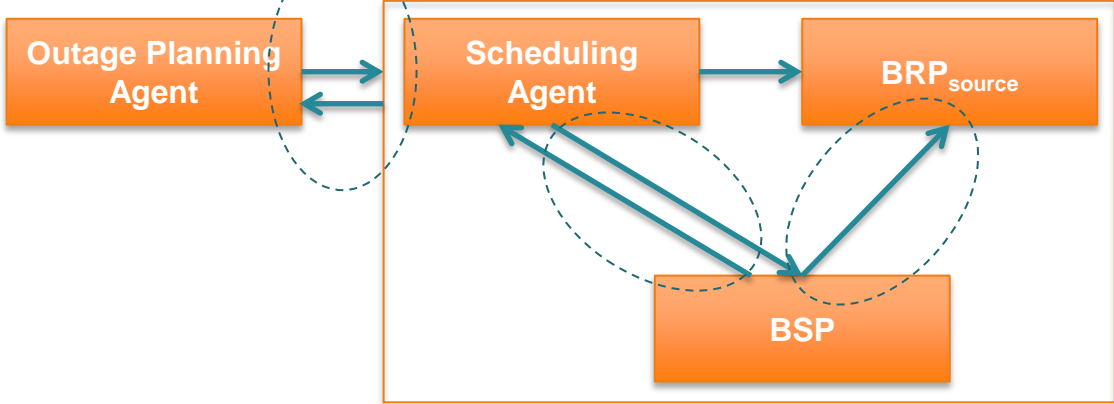 Outage Planning
Agent
Scheduling
Agent
BRPsource
BSP